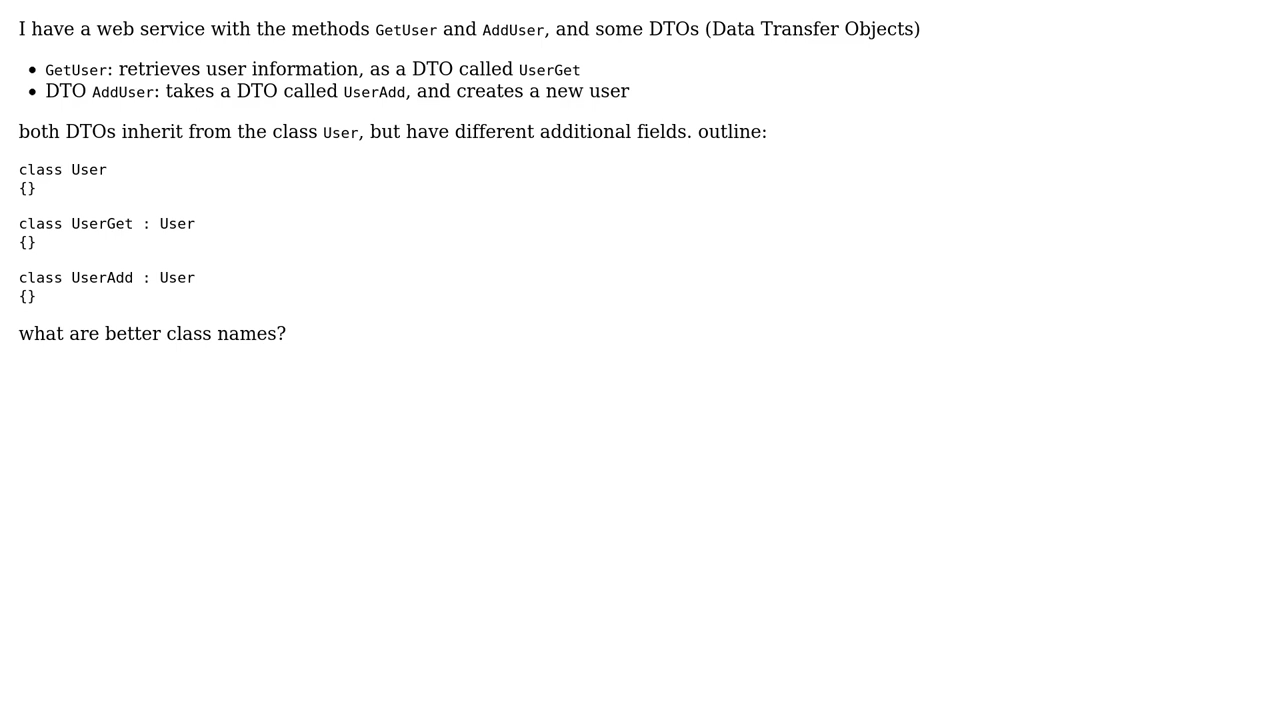 I have a web service with the methods GetUser and AddUser, and some DTOs (Data Transfer Objects)
• GetUser: retrieves user information, as a DTO called UserGet
• DTO AddUser: takes a DTO called UserAdd, and creates a new user
both DTOs inherit from the class User, but have different additional fields. outline:
class User
{}
class UserGet : User
{}
class UserAdd : User
{}
what are better class names?